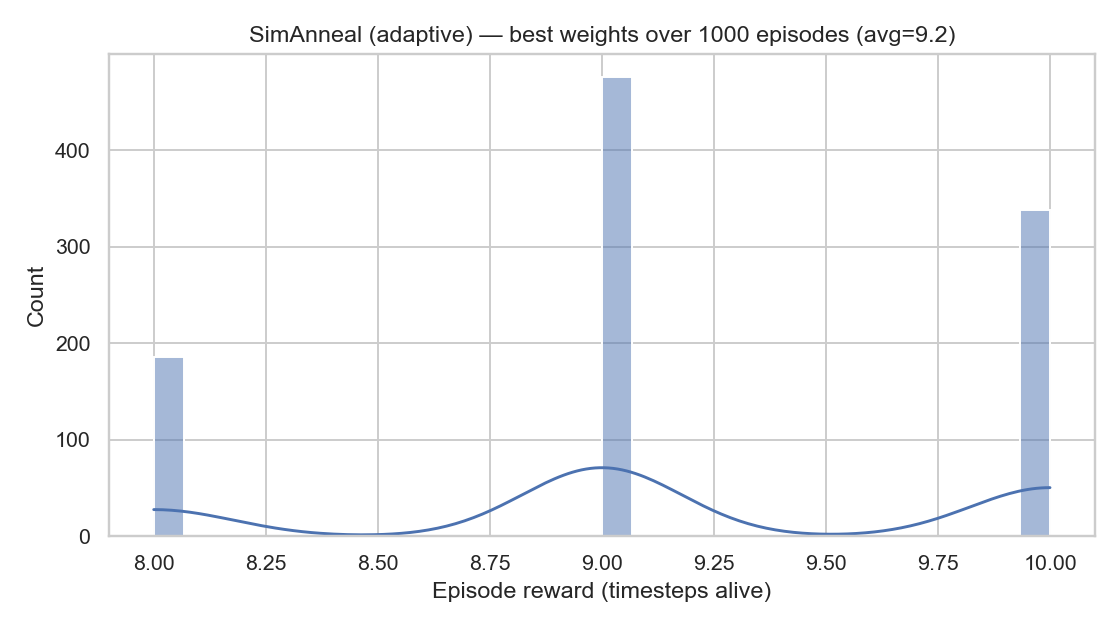 SimAnneal (adaptive) — best weights over 1000 episodes (avg=9.2)
Count
400
300
200
100
0
8.00 8.25 8.50 8.75 9.00 9.25 9.50 9.75 10.00
Episode reward (timesteps alive)